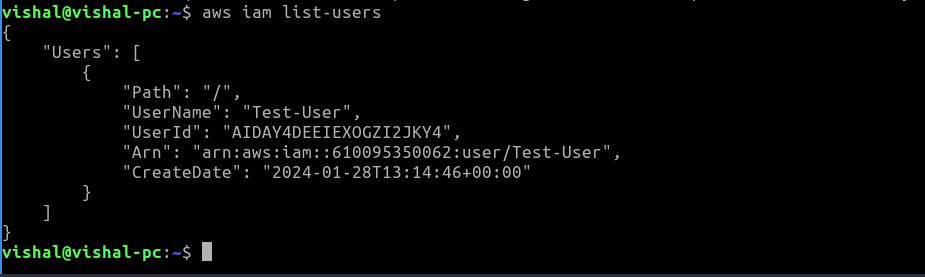 vishal@vishal-pc:~$ aws iam list-users
{
    "Users": [
        {
            "Path": "/",
            "UserName": "Test-User",
            "UserId": "AIDAY4DEEIEXOGZI2JKY4",
            "Arn": "arn:aws:iam::610095350062:user/Test-User",
            "CreateDate": "2024-01-28T13:14:46+00:00"
        }
    ]
}
vishal@vishal-pc:~$